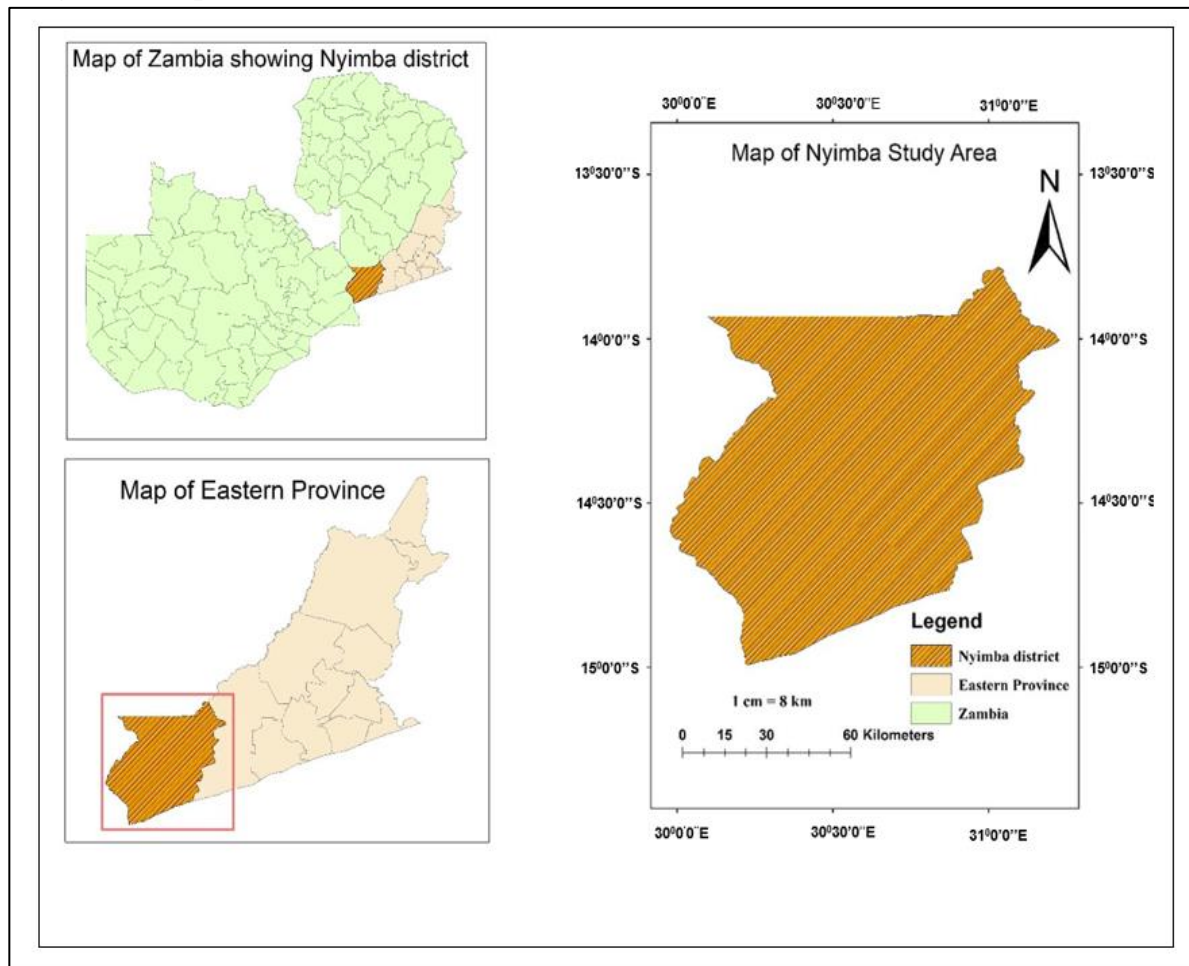 Map of Zambia showing Nyimba district
Map of Eastern Province
30⁰0'0''E 30⁰30'0''E 31⁰0'0''E
Map of Nyimba Study Area
N
13⁰30'0''S 13⁰30'0''S
14⁰0'0''S 14⁰0'0''S
14⁰30'0''S 14⁰30'0''S
15⁰0'0''S 15⁰0'0''S
Legend
Nyimba district
Eastern Province
Zambia
1 cm = 8 km
0 15 30 60 Kilometers
30⁰0'0''E 30⁰30'0''E 31⁰0'0''E